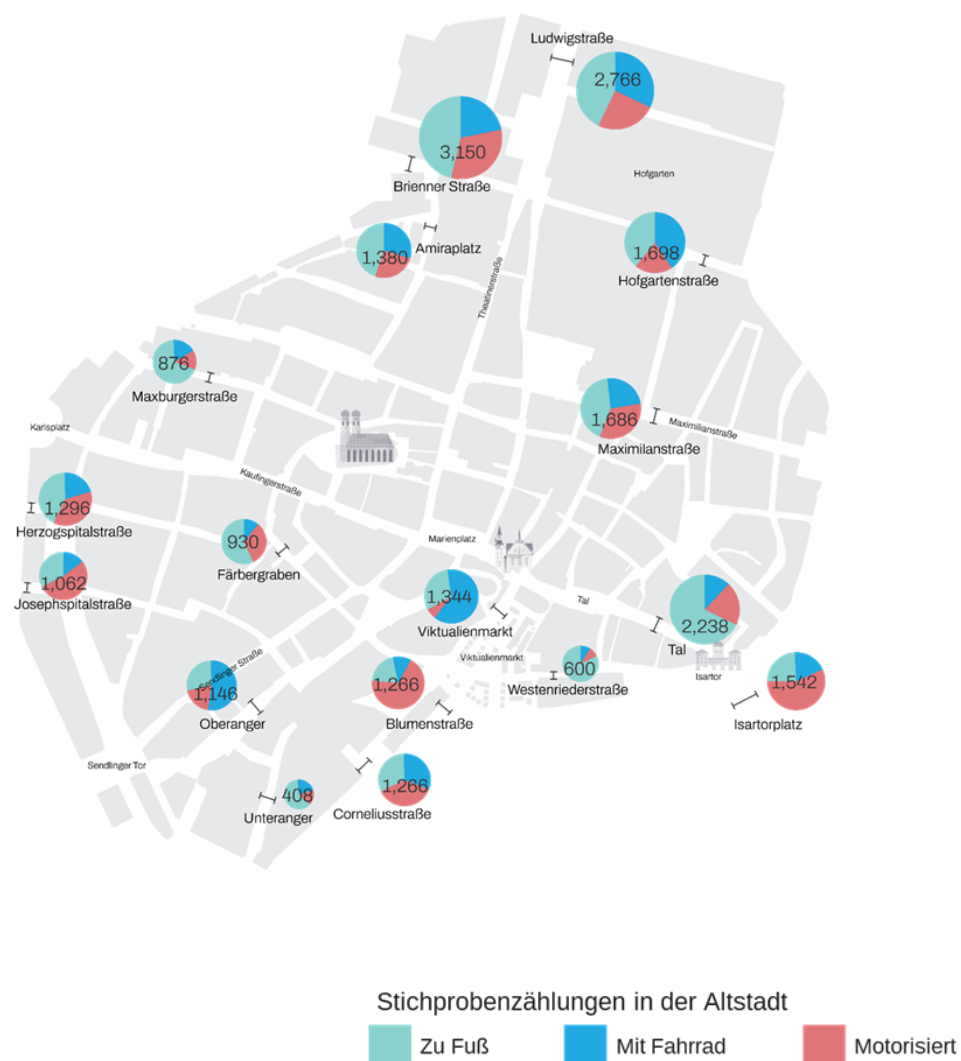 Ludwigstraße
2,766
3,150
Brienner Straße
Hofgarten
Amiraplatz
1,380
1,698
Hofgartenstraße
Theatinerstraße
876
Maxburgerstraße
1,686
Maximilianstraße
Maximilanstraße
Karlsplatz
Kaufingerstraße
1,296
Herzogspitalstraße
930
Färbergraben
Marienplatz
1,062
Josephspitalstraße
1,344
Viktualienmarkt
Tal
2,238
Tal
Viktualienmarkt
600
Westenriederstraße
Isartor
1,542
Isartorplatz
Sendlinger Straße
1,146
Oberanger
1,266
Blumenstraße
Sendlinger Tor
408
Unteranger
1,266
Corneliusstraße
Stichprobenzählungen in der Altstadt
Zu Fuß
Mit Fahrrad
Motorisiert